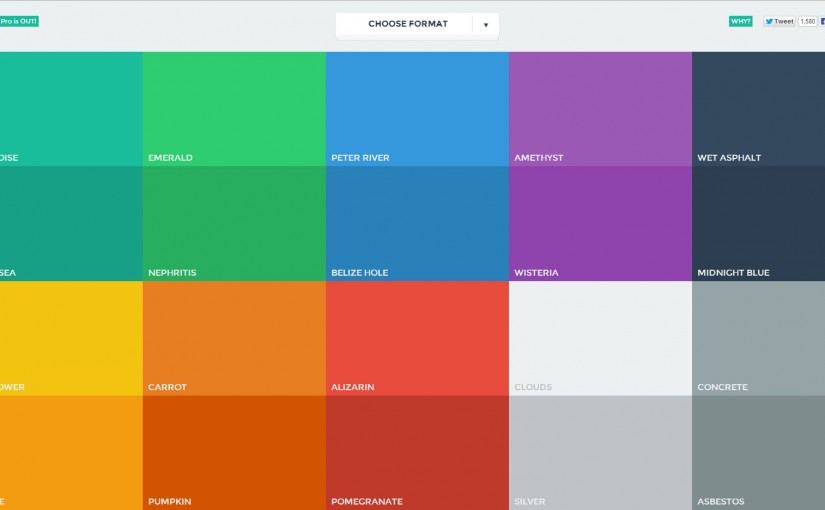 Pro is OUT!
CHOOSE FORMAT
WHY?
Tweet
1,580
OISE
EMERALD
PETER RIVER
AMETHYST
WET ASPHALT
SEA
NEPHRITIS
BELIZE HOLE
WISTERIA
MIDNIGHT BLUE
OWER
CARROT
ALIZARIN
CLOUDS
CONCRETE
E
PUMPKIN
POMEGRANATE
SILVER
ASBESTOS